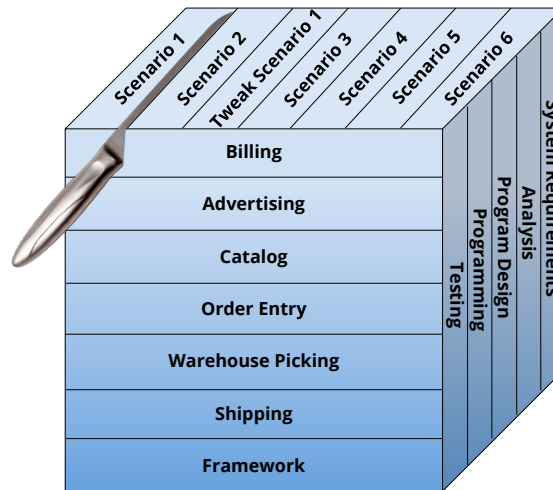 Scenario 1
Scenario 2
Tweak Scenario 1
Scenario 3
Scenario 4
Scenario 5
Scenario 6
Billing
Advertising
Catalog
Order Entry
Warehouse Picking
Shipping
Framework
Testing
Programming
Program Design
Analysis
System Requirements